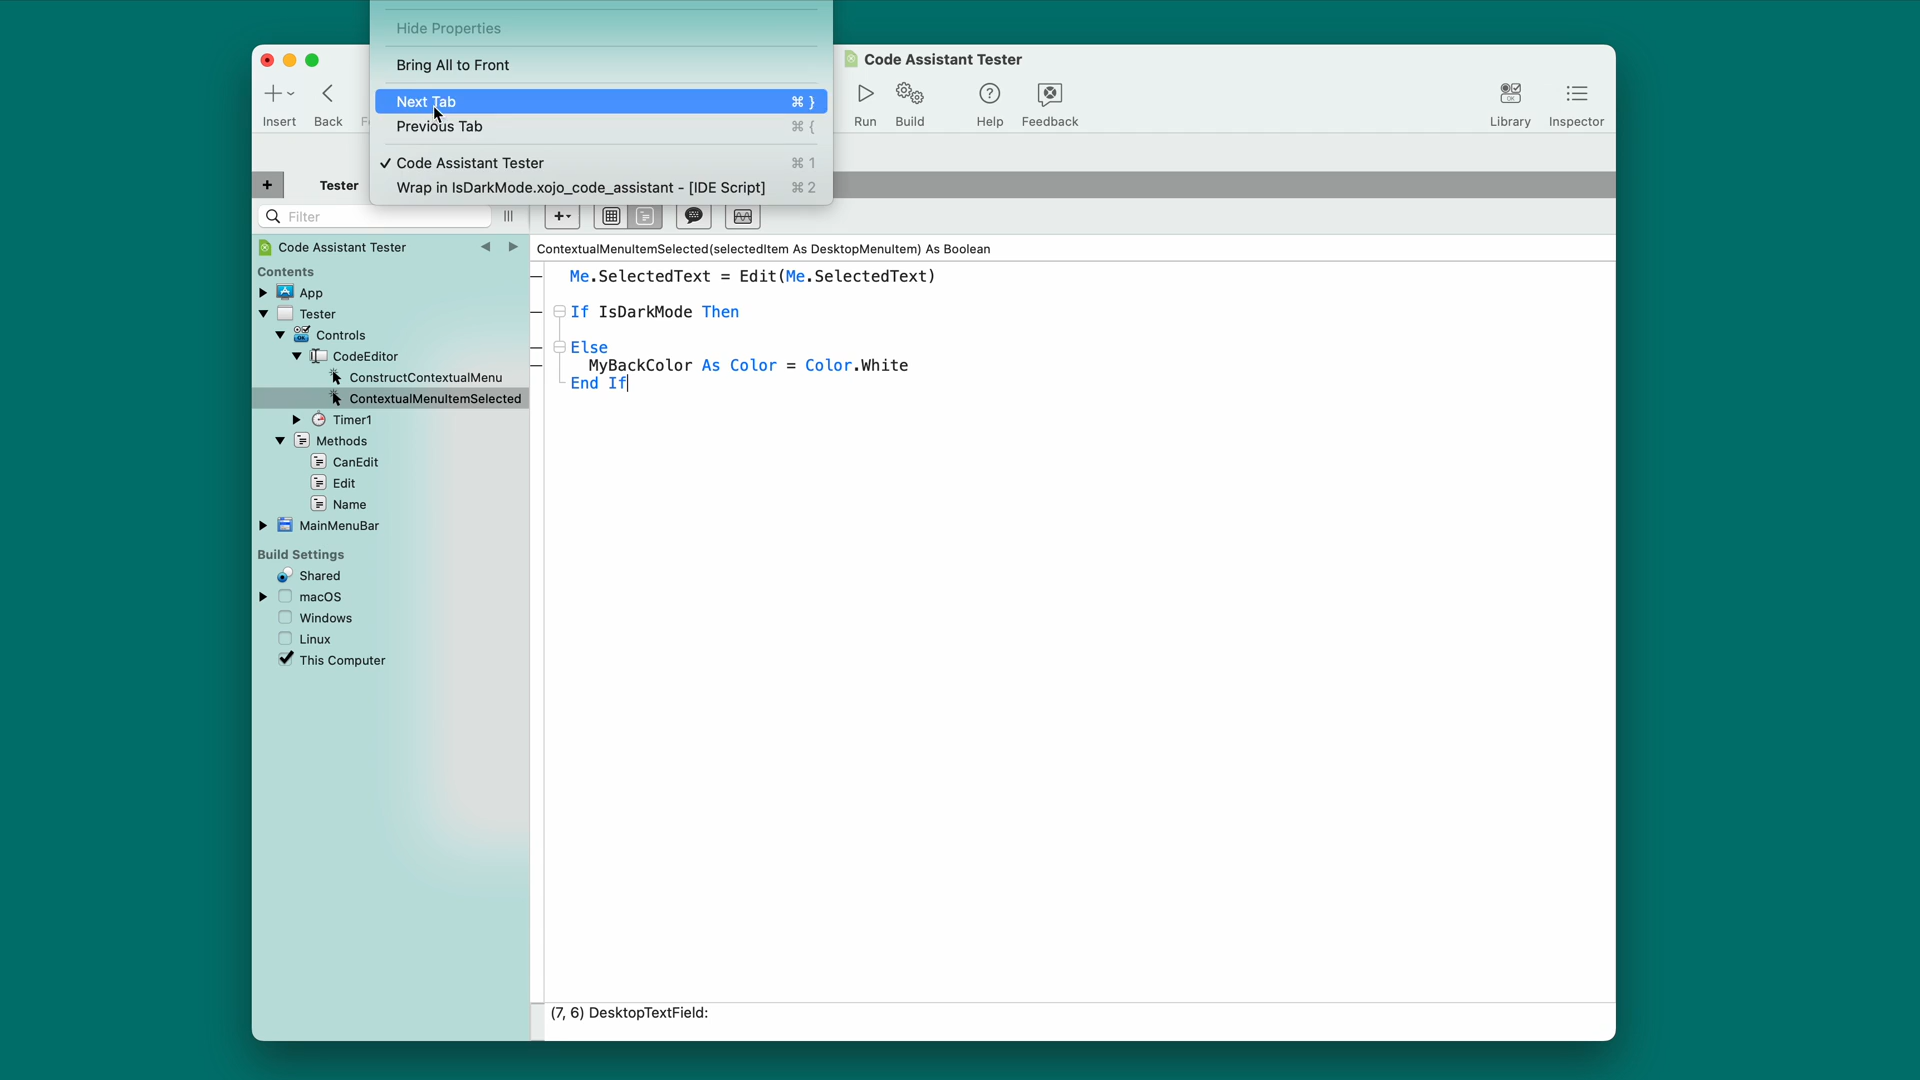 Hide Properties
Bring All to Front
Next Tab ⌘ }
Previous Tab ⌘ {
✓ Code Assistant Tester ⌘ 1
Wrap in IsDarkMode.xojo_code_assistant - [IDE Script] ⌘ 2
Code Assistant Tester
Insert Back Run Build Help Feedback Library Inspector
+ Tester
Filter
Code Assistant Tester
ContextualMenuItemSelected(selectedItem As DesktopMenuItem) As Boolean
Contents
App
Tester
Controls
CodeEditor
ConstructContextualMenu
ContextualMenuItemSelected
Timer1
Methods
CanEdit
Edit
Name
MainMenuBar
Build Settings
Shared
macOS
Windows
Linux
This Computer
Me.SelectedText = Edit(Me.SelectedText)
If IsDarkMode Then
Else
MyBackColor As Color = Color.White
End If
(7, 6) DesktopTextField: